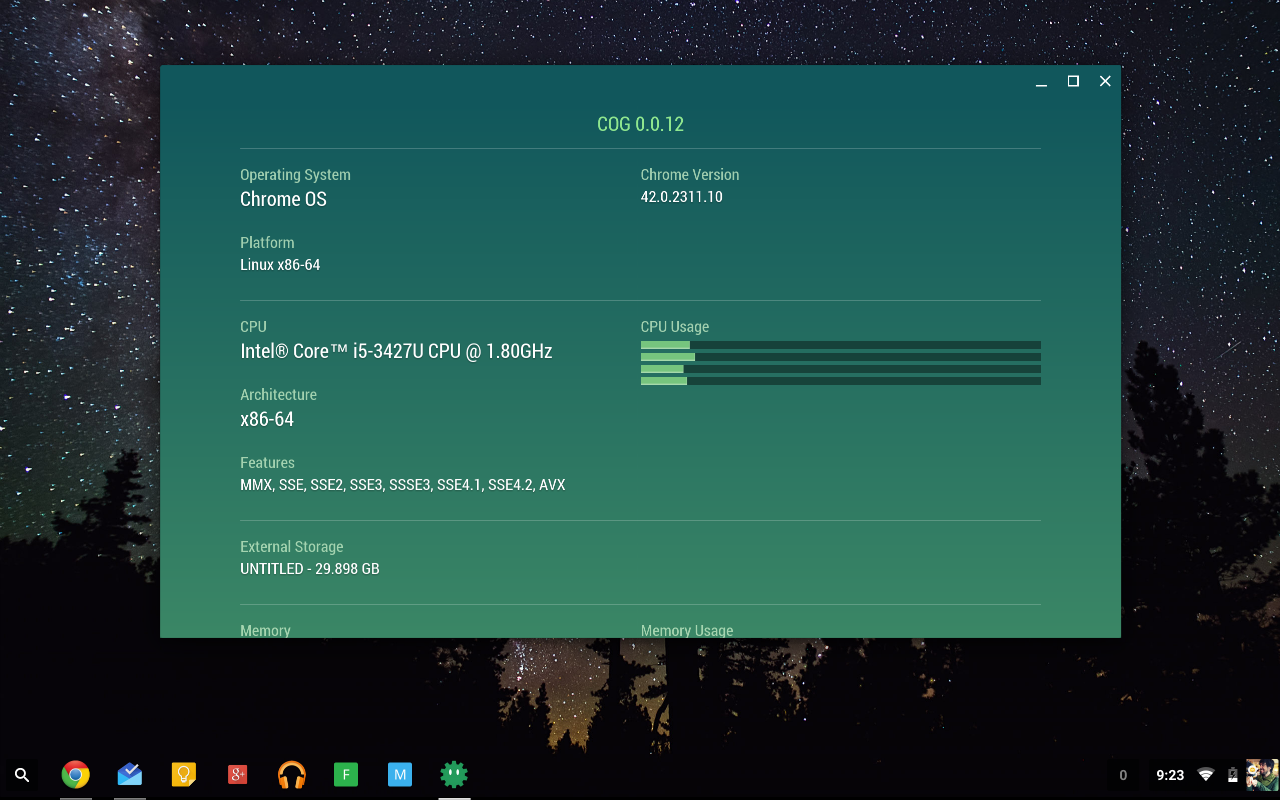 COG 0.0.12
Operating System
Chrome OS
Chrome Version
42.0.2311.10
Platform
Linux x86-64
CPU
Intel® Core™ i5-3427U CPU @ 1.80GHz
CPU Usage
Architecture
x86-64
Features
MMX, SSE, SSE2, SSE3, SSSE3, SSE4.1, SSE4.2, AVX
External Storage
UNTITLED - 29.898 GB
Memory
Memory Usage
8+
F
M
0
9:23